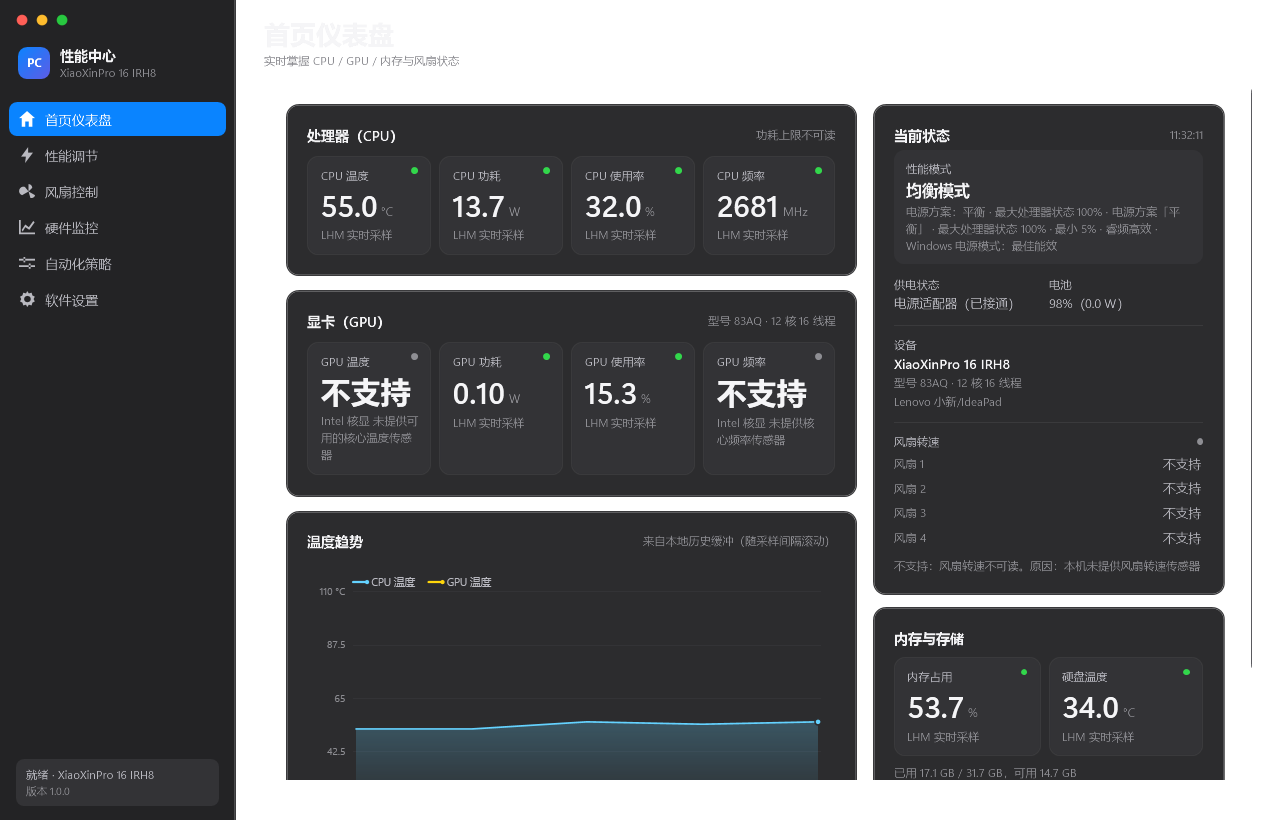 PC
性能中心
XiaoXinPro 16 IRH8
首页仪表盘
性能调节
风扇控制
硬件监控
自动化策略
软件设置
就绪 · XiaoXinPro 16 IRH8
版本 1.0.0
首页仪表盘
实时掌握 CPU / GPU / 内存与风扇状态
处理器（CPU）
功耗上限不可读
CPU 温度
55.0 °C
LHM 实时采样
CPU 功耗
13.7 W
LHM 实时采样
CPU 使用率
32.0 %
LHM 实时采样
CPU 频率
2681 MHz
LHM 实时采样
显卡（GPU）
型号 83AQ · 12 核 16 线程
GPU 温度
不支持
Intel 核显 未提供可
用的核心温度传感
器
GPU 功耗
0.10 W
LHM 实时采样
GPU 使用率
15.3 %
LHM 实时采样
GPU 频率
不支持
Intel 核显 未提供核
心频率传感器
温度趋势
来自本地历史缓冲（随采样间隔滚动）
CPU 温度
GPU 温度
110 °C
87.5
65
42.5
当前状态
11:32:11
性能模式
均衡模式
电源方案：平衡 · 最大处理器状态 100% · 电源方案「平
衡」 · 最大处理器状态 100% · 最小 5% · 睿频高效 ·
Windows 电源模式：最佳能效
供电状态
电源适配器（已接通）
电池
98%（0.0 W）
设备
XiaoXinPro 16 IRH8
型号 83AQ · 12 核 16 线程
Lenovo 小新/IdeaPad
风扇转速
风扇 1
不支持
风扇 2
不支持
风扇 3
不支持
风扇 4
不支持
不支持：风扇转速不可读。原因：本机未提供风扇转速传感器
内存与存储
内存占用
53.7 %
LHM 实时采样
硬盘温度
34.0 °C
LHM 实时采样
已用 17.1 GB / 31.7 GB，可用 14.7 GB